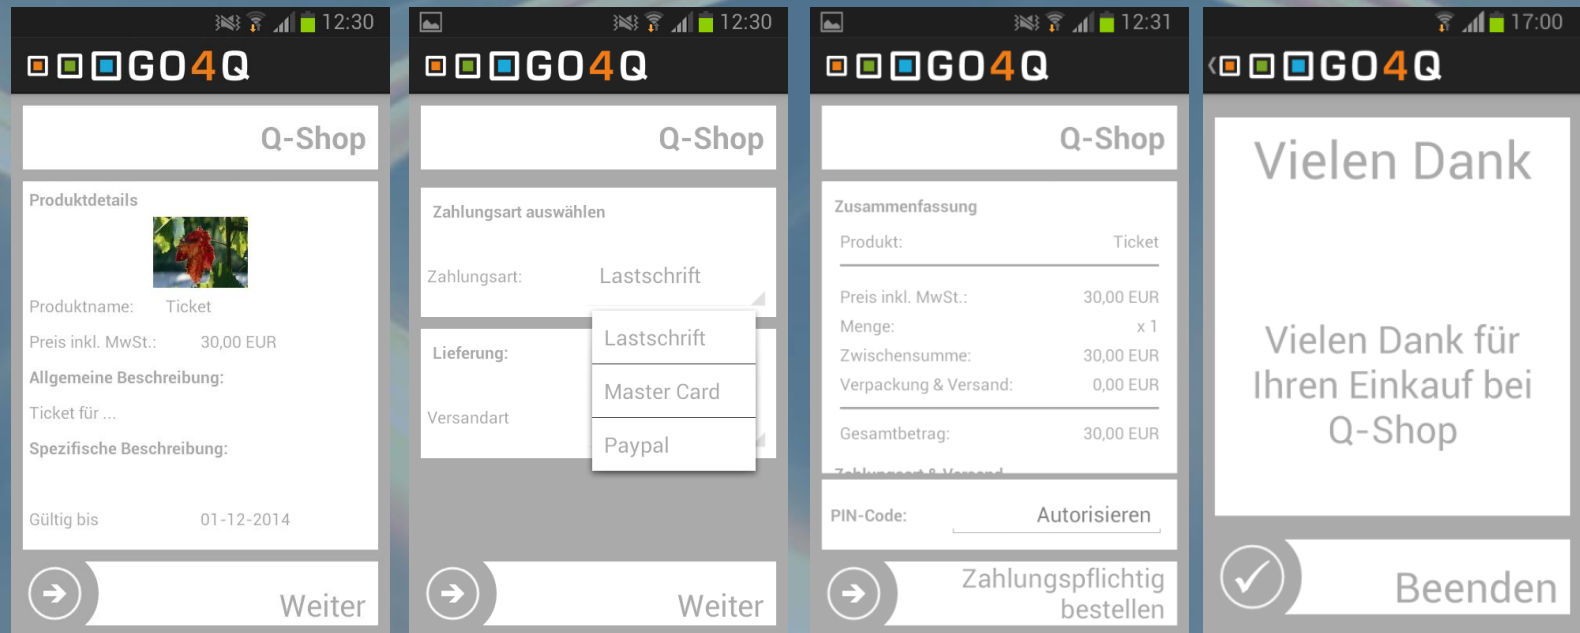 12:30
GO4Q
Q-Shop
Produktdetails
Produktname: Ticket
Preis inkl. MwSt.: 30,00 EUR
Allgemeine Beschreibung:
Ticket für ...
Spezifische Beschreibung:
Gültig bis 01-12-2014
Weiter
12:30
GO4Q
Q-Shop
Zahlungsart auswählen
Zahlungsart: Lastschrift
Lastschrift
Master Card
Paypal
Lieferung:
Versandart
Weiter
12:31
GO4Q
Q-Shop
Zusammenfassung
Produkt: Ticket
Preis inkl. MwSt.: 30,00 EUR
Menge: x 1
Zwischensumme: 30,00 EUR
Verpackung & Versand: 0,00 EUR
Gesamtbetrag: 30,00 EUR
Zahlungsart & Versand
PIN-Code: Autorisieren
Zahlungspflichtig
bestellen
17:00
GO4Q
Vielen Dank
Vielen Dank für
Ihren Einkauf bei
Q-Shop
Beenden